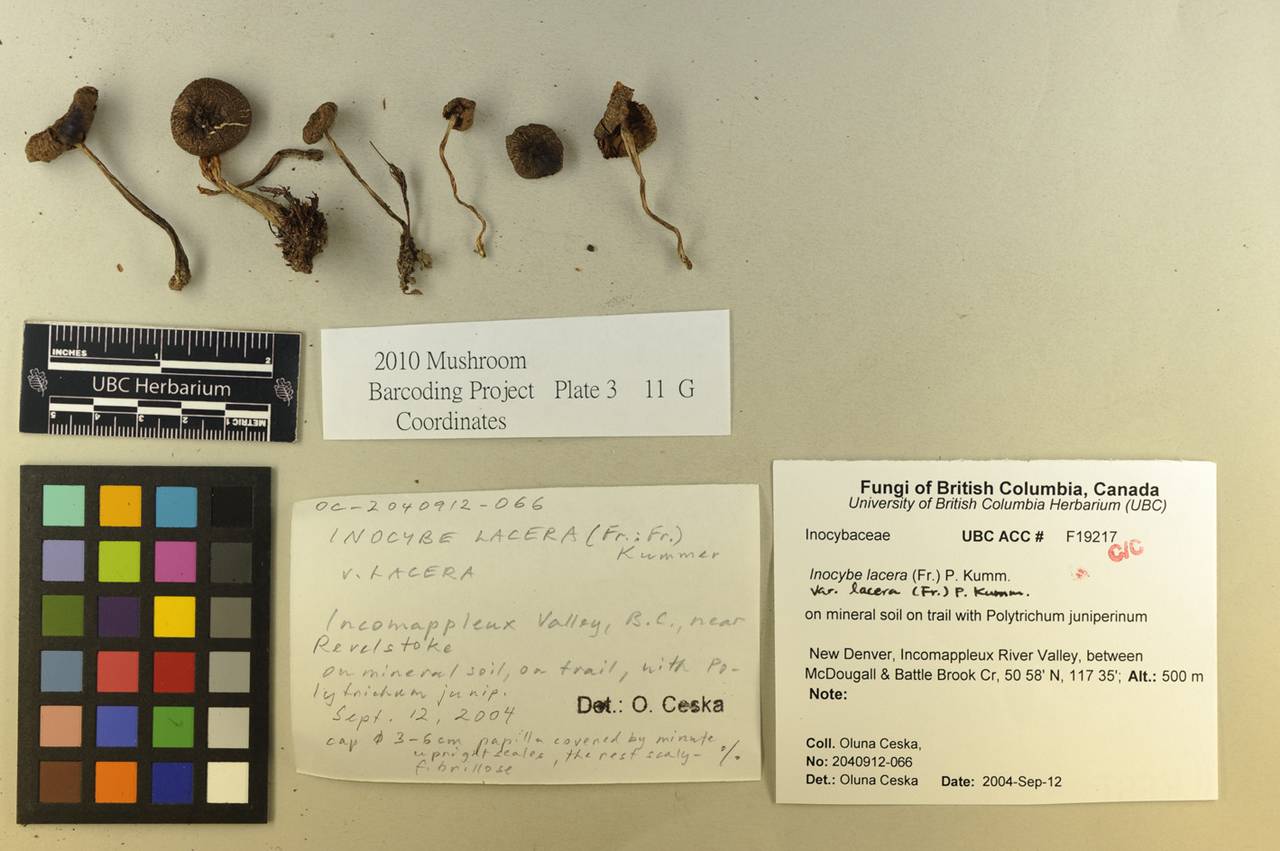 INCHES 1 2
UBC Herbarium
5 4 3 2 1 METRIC
2010 Mushroom
Barcoding Project Plate 3 11 G
Coordinates
OC-2040912-066
INOCYBE LACERA (Fr.: Fr.)
Kummer
v. LACERA
Incomappleux Valley, B.C., near
Revelstoke
on mineral soil, on trail, with Po-
lytrichum junip.
Sept. 12, 2004
Det.: O. Ceska
cap φ 3-6cm papilla covered by minute
upright scales, the rest scaly-
fibrillose
%.
Fungi of British Columbia, Canada
University of British Columbia Herbarium (UBC)
Inocybaceae UBC ACC # F19217
C/C
Inocybe lacera (Fr.) P. Kumm.
var. lacera (Fr.) P. Kumm.
on mineral soil on trail with Polytrichum juniperinum
New Denver, Incomappleux River Valley, between
McDougall & Battle Brook Cr, 50 58' N, 117 35'; Alt.: 500 m
Note:
Coll. Oluna Ceska,
No: 2040912-066
Det.: Oluna Ceska Date: 2004-Sep-12